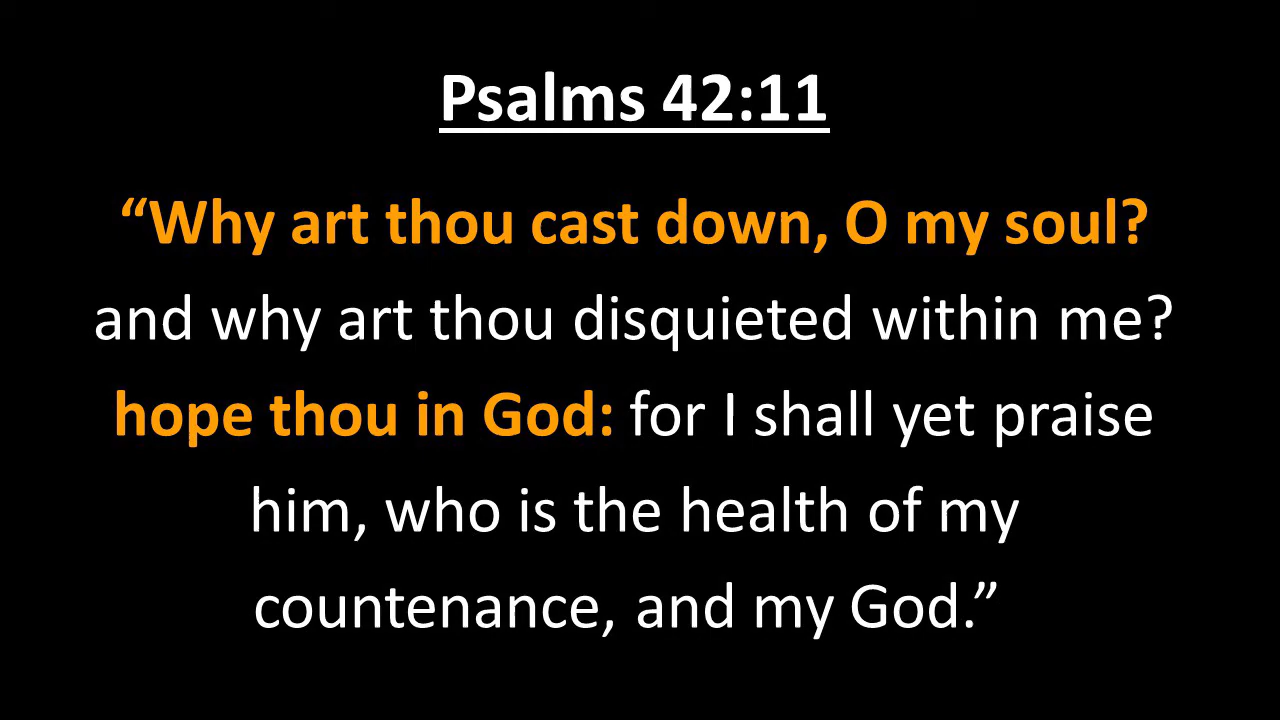 Psalms 42:11
“Why art thou cast down, O my soul?
and why art thou disquieted within me?
hope thou in God: for I shall yet praise
him, who is the health of my
countenance, and my God.”